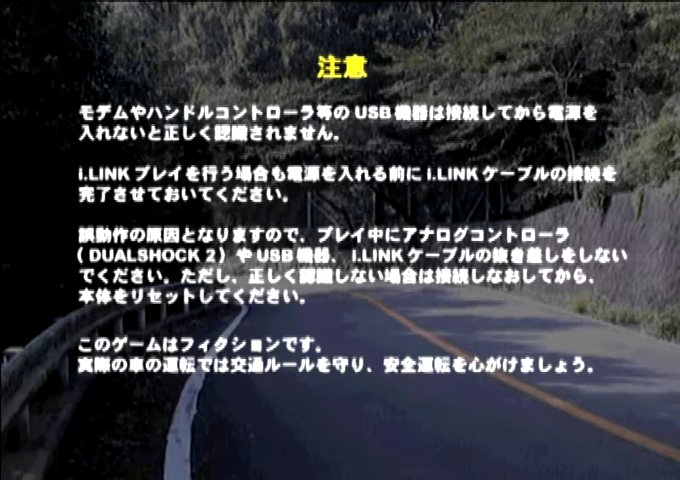 注意
モデムやハンドルコントローラ等の USB 機器は接続してから電源を
入れないと正しく認識されません。
i.LINK プレイを行う場合も電源を入れる前に i.LINK ケーブルの接続を
完了させておいてください。
誤動作の原因となりますので、プレイ中にアナログコントローラ
（ DUALSHOCK 2）や USB 機器、 i.LINK ケーブルの抜き差しをしない
でください。ただし、正しく認識しない場合は接続しなおしてから、
本体をリセットしてください。
このゲームはフィクションです。
実際の車の運転では交通ルールを守り、安全運転を心がけましょう。